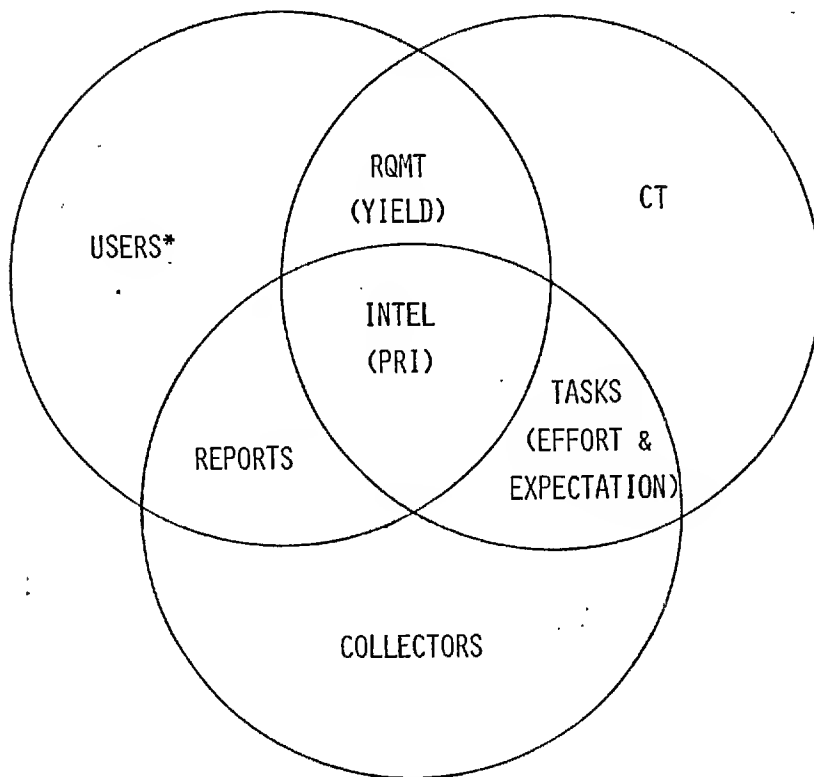 RQMT
(YIELD)
CT
USERS*
INTEL
(PRI)
TASKS
(EFFORT &
EXPECTATION)
REPORTS
COLLECTORS